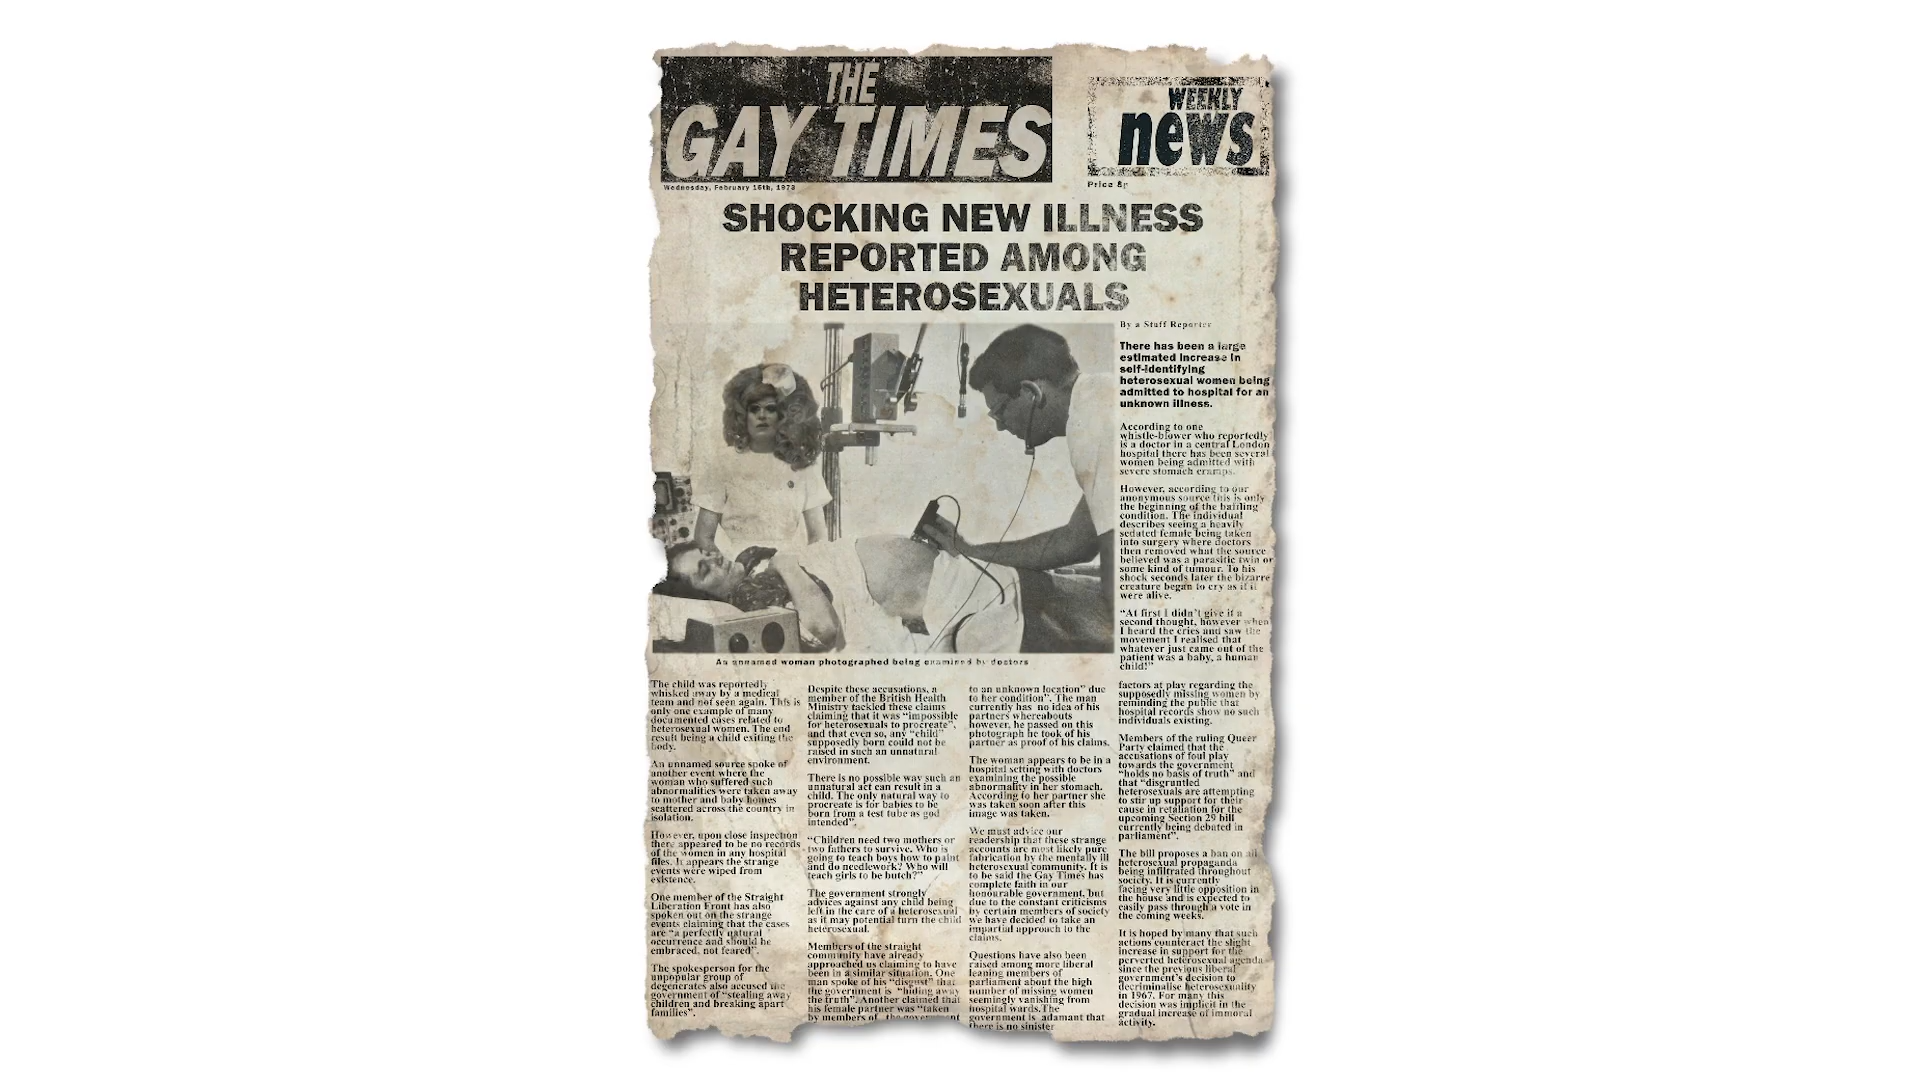 THE
GAY TIMES
WEEKLY
news
Wednesday, February 16th, 1973
Price 8p
SHOCKING NEW ILLNESS
REPORTED AMONG
HETEROSEXUALS
By a Stuff Reporter
There has been a large
estimated increase in
self-identifying
heterosexual women being
admitted to hospital for an
unknown illness.
According to one
whistle-blower who reportedly
is a doctor in a central London
hospital there has been several
women being admitted with
severe stomach cramps.
However, according to our
anonymous source this is only
the beginning of the baffling
condition. The individual
describes seeing a heavily
sedated female being taken
into surgery where doctors
then removed what the source
believed was a parasitic twin or
some kind of tumour. To his
shock seconds later the bizarre
creature began to cry as if it
were alive.
“At first I didn’t give it a
second thought, however when
I heard the cries and saw the
movement I realised that
whatever just came out of the
patient was a baby, a human
child!”
An unnamed woman photographed being examined by doctors
The child was reportedly
whisked away by a medical
team and not seen again. This is
only one example of many
documented cases related to
heterosexual women. The end
result being a child exiting the
body.
An unnamed source spoke of
another event where the
woman who suffered such
abnormalities were taken away
to mother and baby homes
scattered across the country in
isolation.
However, upon close inspection
there appeared to be no records
of the women in any hospital
files. It appears the strange
events were wiped from
existence.
One member of the Straight
Liberation Front has also
spoken out on the strange
events claiming that the cases
are “a perfectly natural
occurrence and should be
embraced, not feared”.
The spokesperson for the
unpopular group of
degenerates also accused the
government of “stealing away
children and breaking apart
families”.
Despite these accusations, a
member of the British Health
Ministry tackled these claims
claiming that it was “impossible
for heterosexuals to procreate”,
and that even so, any “child”
supposedly born could not be
raised in such an unnatural
environment.
There is no possible way such an
unnatural act can result in a
child. The only natural way to
procreate is for babies to be
born from a test tube as god
intended”.
“Children need two mothers or
two fathers to survive. Who is
going to teach boys how to paint
and do needlework? Who will
teach girls to be butch?”
The government strongly
advices against any child being
left in the care of a heterosexual
as it may potential turn the child
heterosexual.
Members of the straight
community have already
approached us claiming to have
been in a similar situation. One
man spoke of his “disgust” that
the government is “hiding away
the truth”. Another claimed that
his female partner was “taken
by members of the government
to an unknown location” due
to her condition”. The man
currently has no idea of his
partners whereabouts
however, he passed on this
photograph he took of his
partner as proof of his claims.
The woman appears to be in a
hospital setting with doctors
examining the possible
abnormality in her stomach.
According to her partner she
was taken soon after this
image was taken.
We must advice our
readership that these strange
accounts are most likely pure
fabrication by the mentally ill
heterosexual community. It is
to be said the Gay Times has
complete faith in our
honourable government, but
due to the constant criticisms
by certain members of society
we have decided to take an
impartial approach to the
claims.
Questions have also been
raised among more liberal
leaning members of
parliament about the high
number of missing women
seemingly vanishing from
hospital wards.The
government is adamant that
there is no sinister
factors at play regarding the
supposedly missing women by
reminding the public that
hospital records show no such
individuals existing.
Members of the ruling Queer
Party claimed that the
accusations of foul play
towards the government
“holds no basis of truth” and
that “disgruntled
heterosexuals are attempting
to stir up support for their
cause in retaliation for the
upcoming Section 29 bill
currently being debated in
parliament”.
The bill proposes a ban on all
heterosexual propaganda
being infiltrated throughout
society. It is currently
facing very little opposition in
the house and is expected to
easily pass through a vote in
the coming weeks.
It is hoped by many that such
actions counteract the slight
increase in support for the
perverted heterosexual agenda
since the previous liberal
government’s decision to
decriminalise heterosexuality
in 1967. For many this
decision was implicit in the
gradual increase of immoral
activity.